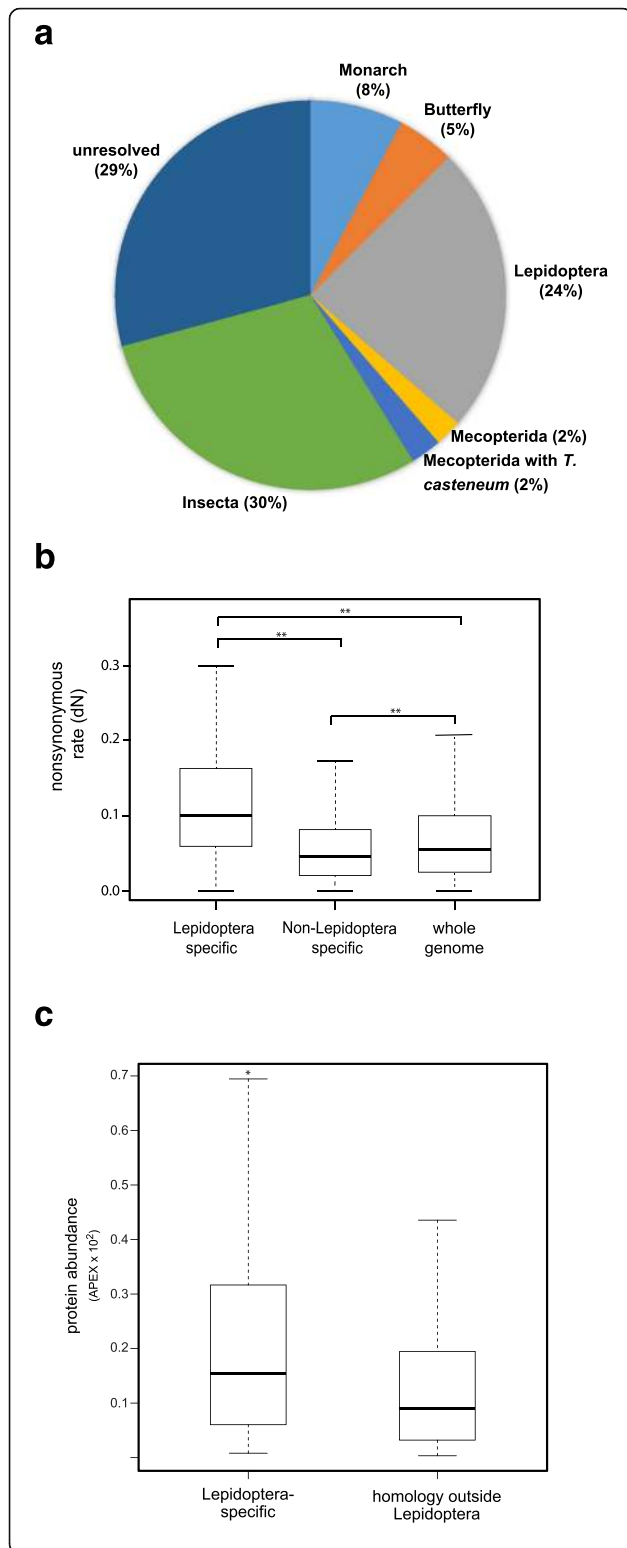 a
Monarch
(8%)
Butterfly
(5%)
unresolved
(29%)
Lepidoptera
(24%)
Mecopterida (2%)
Mecopterida with T.
casteneum (2%)
Insecta (30%)
b
nonsynonymous
rate (dN)
**
**
**
0.3
0.2
0.1
0.0
Lepidoptera
specific
Non-Lepidoptera
specific
whole
genome
c
protein abundance
(APEX x 10²)
*
0.7
0.6
0.5
0.4
0.3
0.2
0.1
Lepidoptera-
specific
homology outside
Lepidoptera